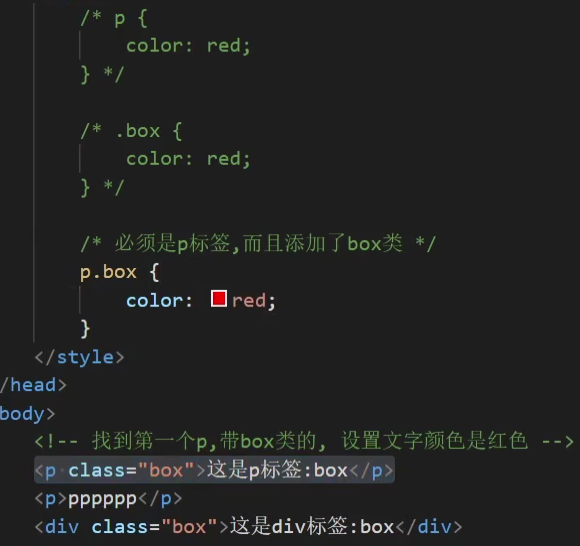 /* p {
color: red;
} */
/* .box {
color: red;
} */
/* 必须是p标签,而且添加了box类 */
p.box {
color: red;
}
</style>
/head>
body>
<!-- 找到第一个p,带box类的, 设置文字颜色是红色 -->
<p class="box">这是p标签:box</p>
<p>pppppp</p>
<div class="box">这是div标签:box</div>